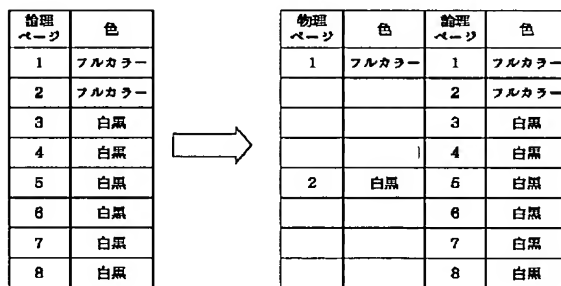 論理ページ 色
1 フルカラー
2 フルカラー
3 白黒
4 白黒
5 白黒
6 白黒
7 白黒
8 白黒
物理ページ 色 論理ページ 色
1 フルカラー 1 フルカラー
2 フルカラー
3 白黒
4 白黒
2 白黒 5 白黒
6 白黒
7 白黒
8 白黒